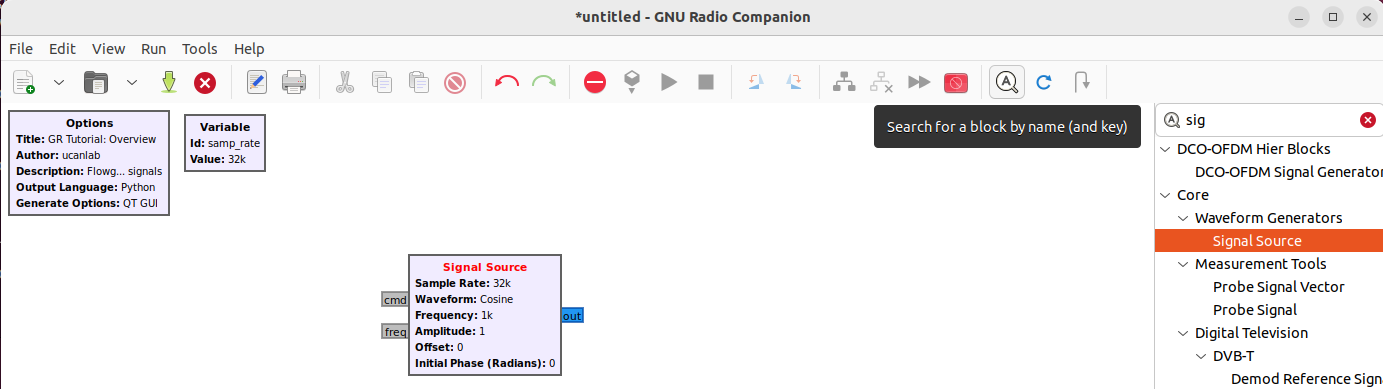 *untitled - GNU Radio Companion
File Edit View Run Tools Help
Options
Title: GR Tutorial: Overview
Author: ucanlab
Description: Flowg... signals
Output Language: Python
Generate Options: QT GUI
Variable
Id: samp_rate
Value: 32k
Search for a block by name (and key)
sig
DCO-OFDM Hier Blocks
DCO-OFDM Signal Generator
Core
Waveform Generators
Signal Source
Measurement Tools
Probe Signal Vector
Probe Signal
Digital Television
DVB-T
Demod Reference Sign
Signal Source
Sample Rate: 32k
Waveform: Cosine
Frequency: 1k
Amplitude: 1
Offset: 0
Initial Phase (Radians): 0
cmd
freq
out